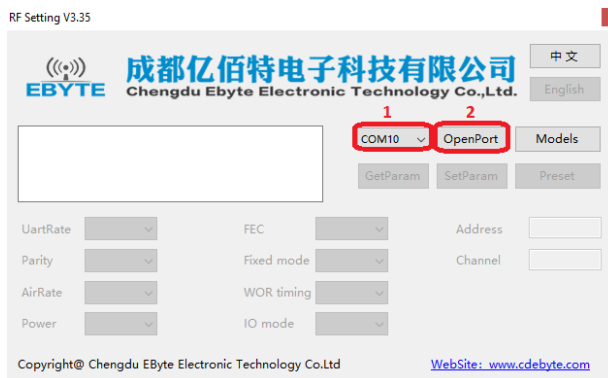 RF Setting V3.35
EBYTE
成都亿佰特电子科技有限公司
Chengdu Ebyte Electronic Technology Co.,Ltd.
中文
English
1
2
COM10
OpenPort
Models
GetParam
SetParam
Preset
UartRate
FEC
Address
Parity
Fixed mode
Channel
AirRate
WOR timing
Power
IO mode
Copyright@ Chengdu EByte Electronic Technology Co.Ltd
WebSite: www.cdebyte.com